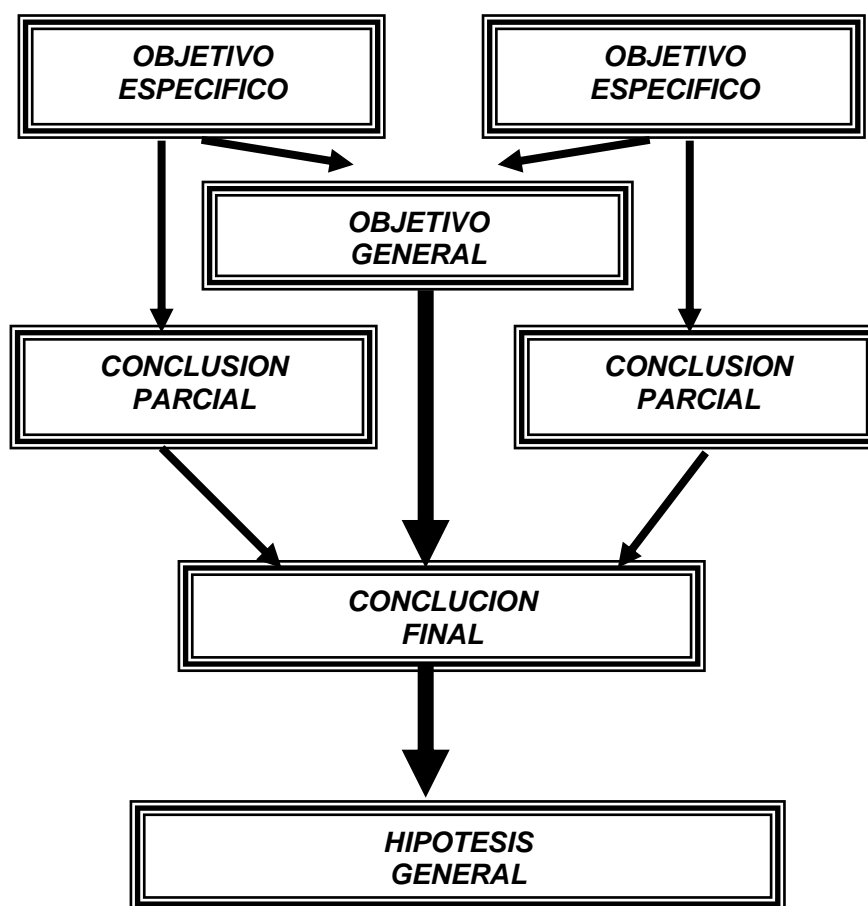 OBJETIVO
ESPECIFICO
OBJETIVO
ESPECIFICO
OBJETIVO
GENERAL
CONCLUSION
PARCIAL
CONCLUSION
PARCIAL
CONCLUCION
FINAL
HIPOTESIS
GENERAL